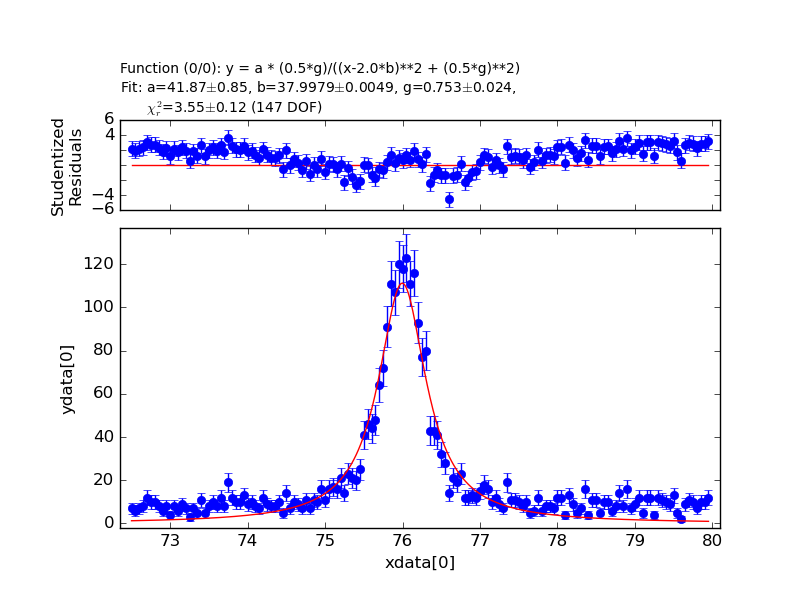 Function (0/0): y = a * (0.5*g)/((x-2.0*b)**2 + (0.5*g)**2)
Fit: a=41.87±0.85, b=37.9979±0.0049, g=0.753±0.024,
χ²ᵣ=3.55±0.12 (147 DOF)
Studentized
Residuals
6
4
−4
−6
ydata[0]
120
100
80
60
40
20
0
73 74 75 76 77 78 79 80
xdata[0]